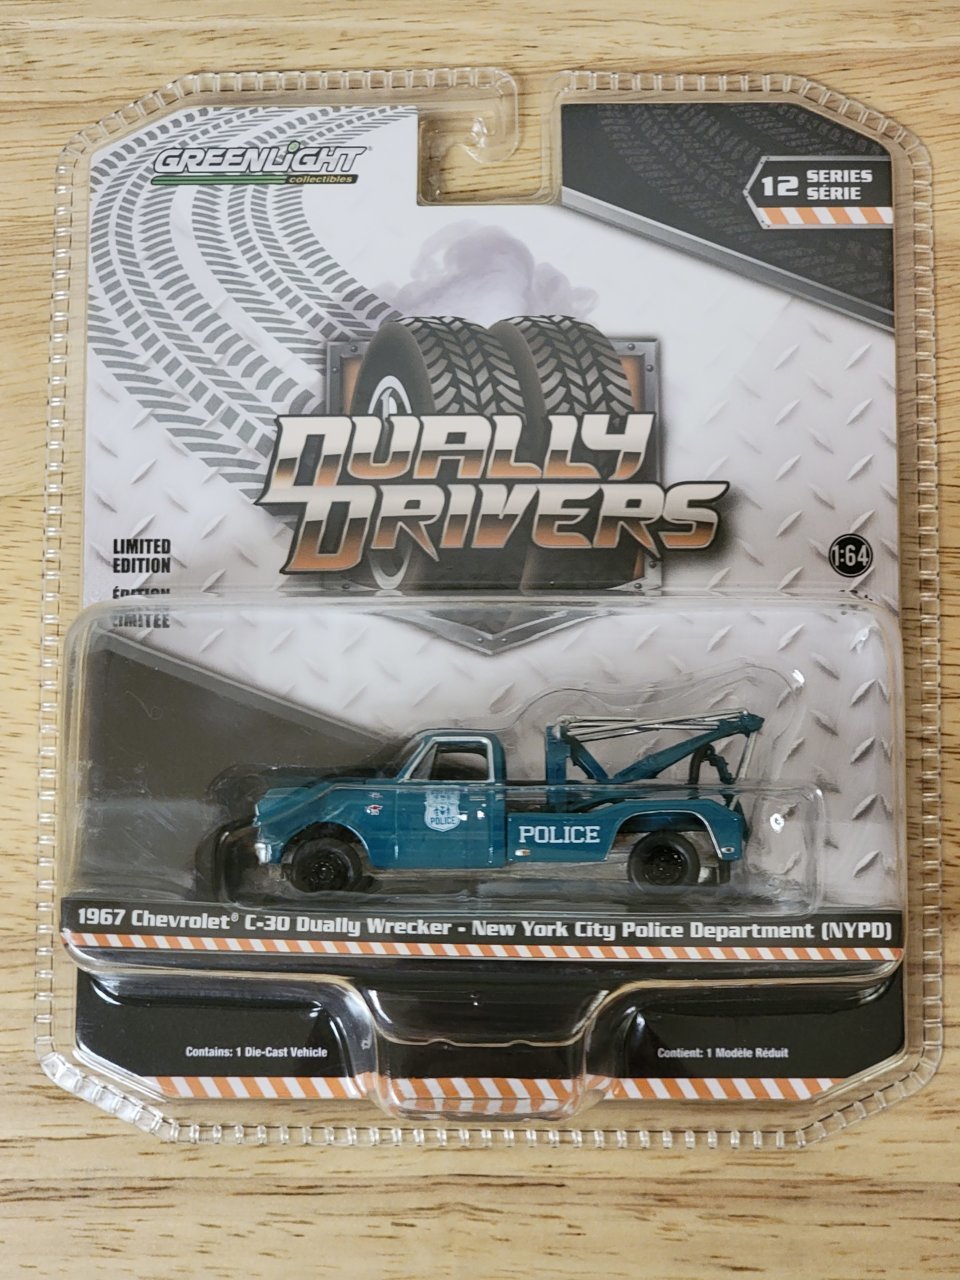 GREENLiGHT®
collectibles
12 SERIES
SÉRIE
DUALLY
DRIVERS
LIMITED
EDITION
ÉDITION
LIMITÉE
1:64
POLICE
POLICE
1967 Chevrolet® C-30 Dually Wrecker - New York City Police Department (NYPD)
Contains: 1 Die-Cast Vehicle
Contient: 1 Modèle Réduit